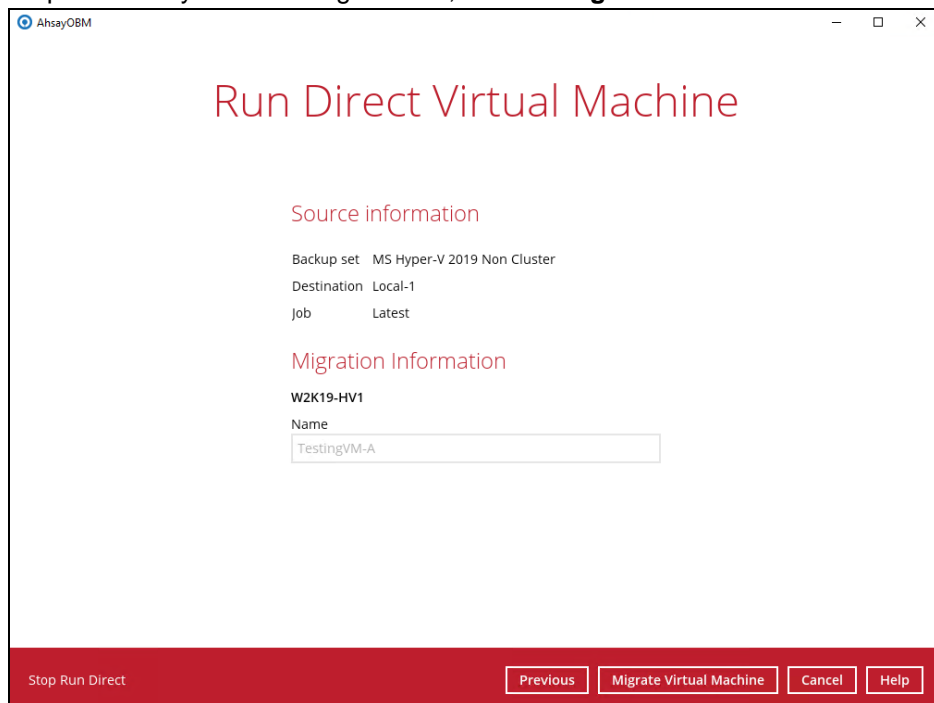 AhsayOBM
Run Direct Virtual Machine
Source information
Backup set MS Hyper-V 2019 Non Cluster
Destination Local-1
Job Latest
Migration Information
W2K19-HV1
Name
TestingVM-A
Stop Run Direct Previous Migrate Virtual Machine Cancel Help